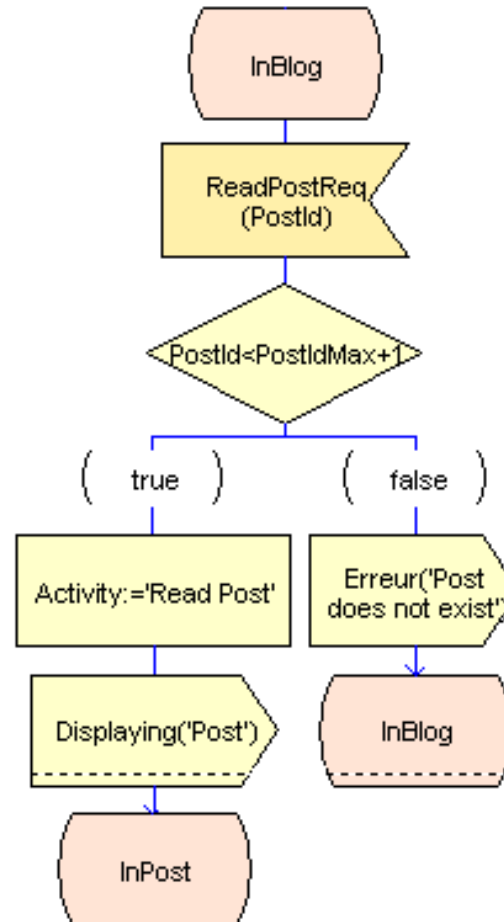 InBlog
ReadPostReq
(PostId)
PostId<PostIdMax+1
( true )
( false )
Activity:='Read Post'
Erreur('Post
does not exist')
Displaying('Post')
InBlog
InPost